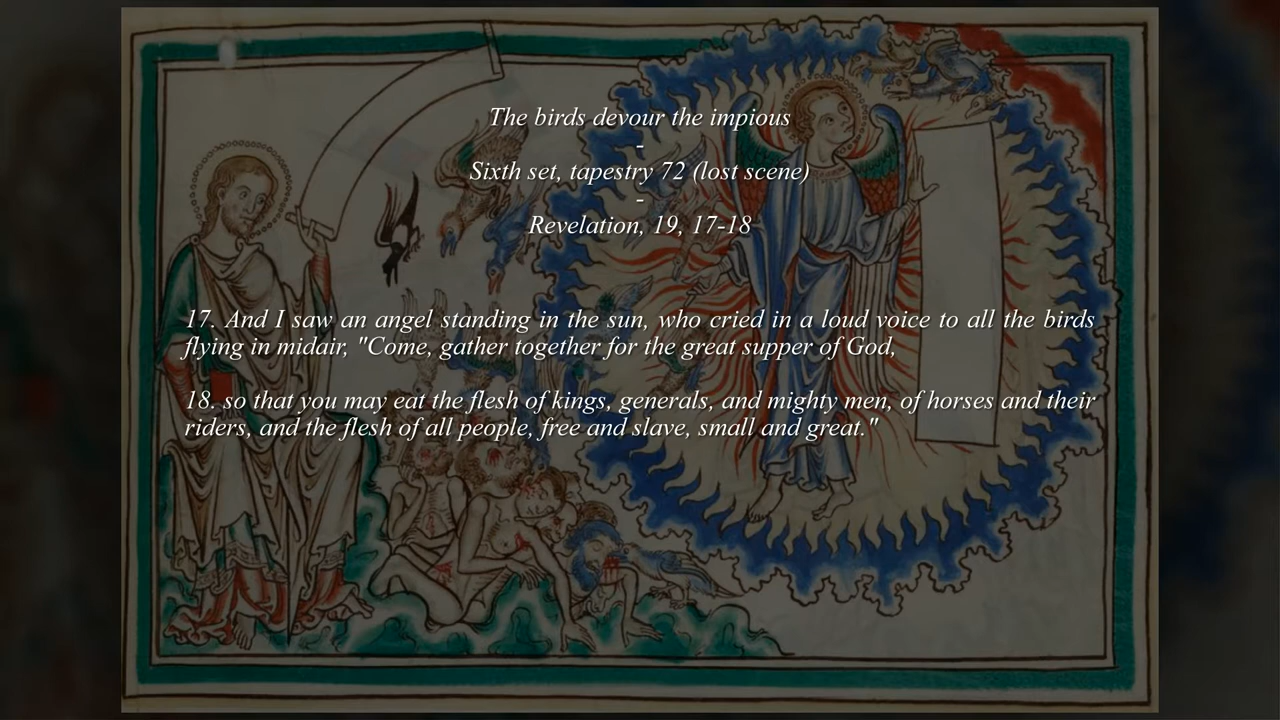 The birds devour the impious
-
Sixth set, tapestry 72 (lost scene)
-
Revelation, 19, 17-18
17. And I saw an angel standing in the sun, who cried in a loud voice to all the birds
flying in midair, "Come, gather together for the great supper of God,
18. so that you may eat the flesh of kings, generals, and mighty men, of horses and their
riders, and the flesh of all people, free and slave, small and great."